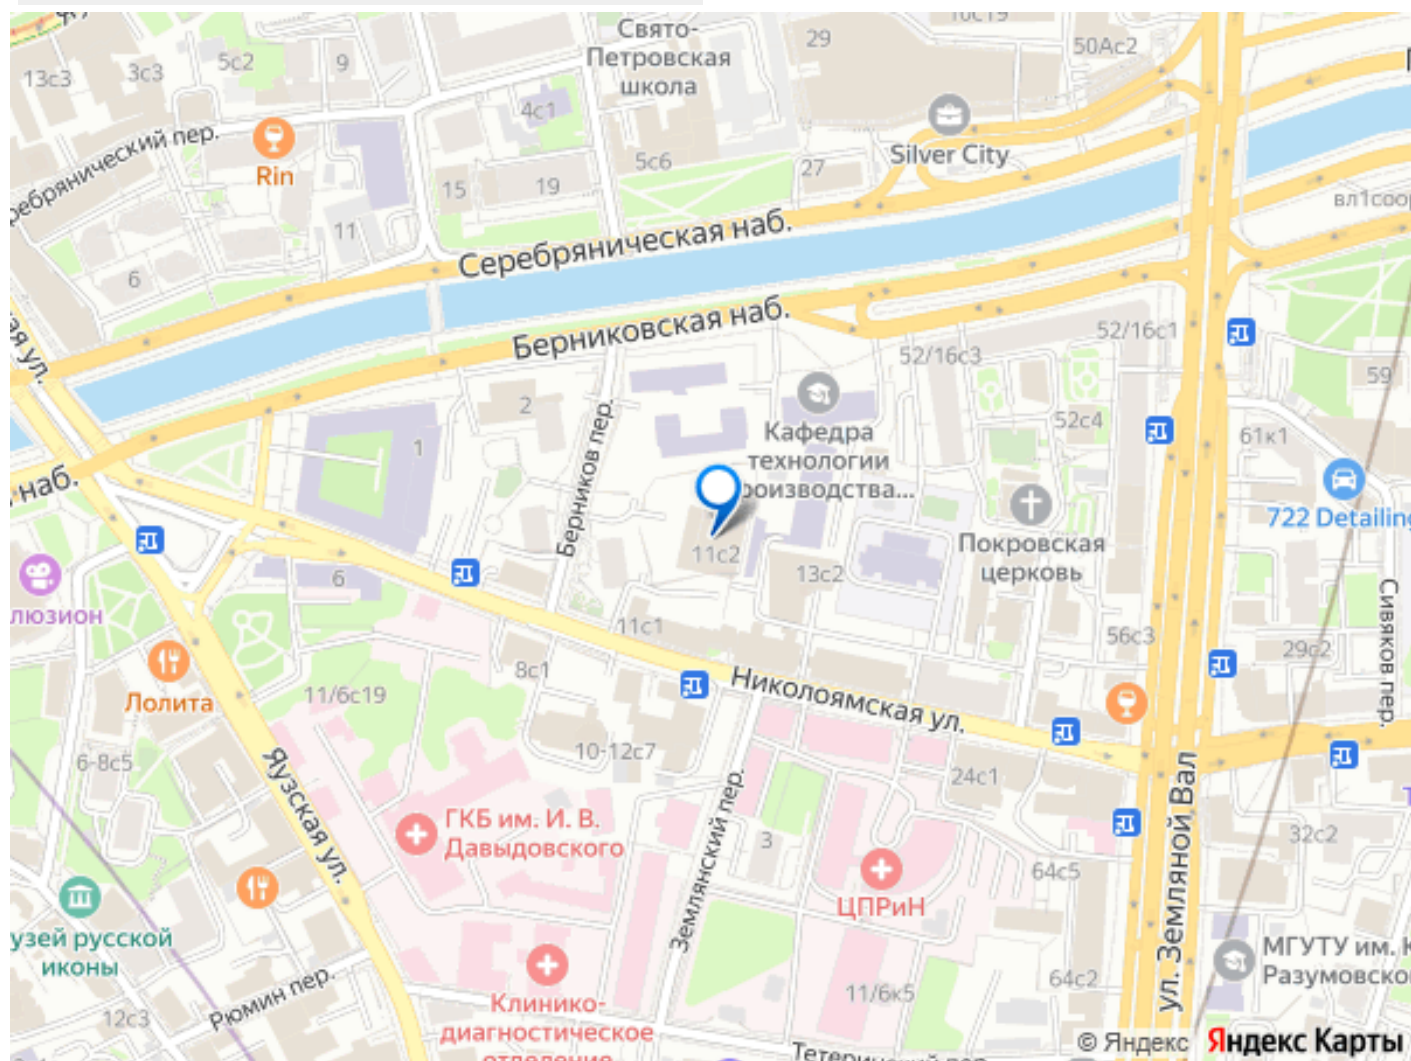 Свято-
Петровская
школа
29
10с19
50Ас2
13с3
3с3
5с2
9
4с1
Silver City
Rin
5с6
15
19
27
11
вл1соор
6
Серебряническая наб.
Берниковская наб.
52/16с1
52/16с3
59
2
52с4
61к1
1
Кафедра
технологии
роизводства...
Берников пер.
наб.
722 Detailing
Покровская
церковь
11с2
13с2
6
люзион
11с1
56с3
29с2
Сивяков пер.
8с1
11/6с19
Лолита
Николоямская ул.
10-12с7
6-8с5
24с1
Яузская ул.
Землянский пер.
ул. Земляной Вал
ГКБ им. И. В.
Давыдовского
3
32с2
64с5
ЦПРиН
узей русской
иконы
МГУТУ им. К
Разумовско
64с2
11/6к5
Клинико-
диагностическое
отделение
Рюмин пер.
12с3
© Яндекс
Яндекс Карты